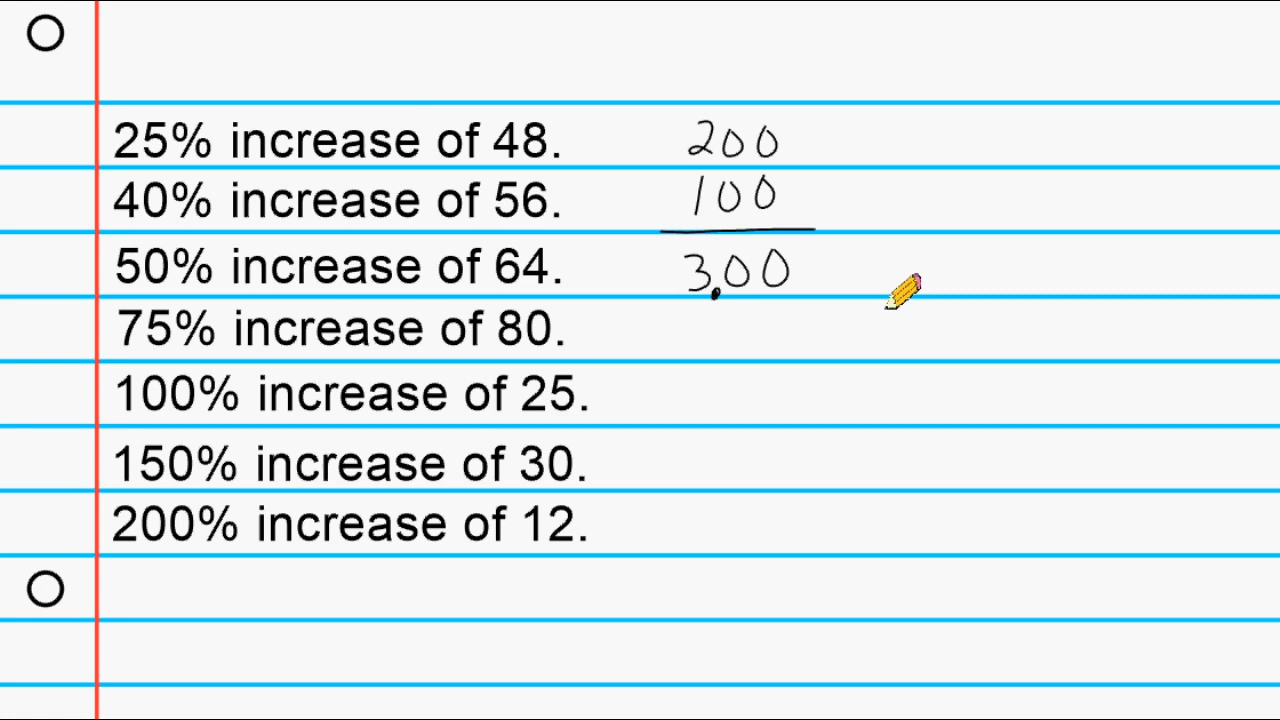 25% increase of 48.
40% increase of 56.
50% increase of 64.
75% increase of 80.
100% increase of 25.
150% increase of 30.
200% increase of 12.
200
100
3.00